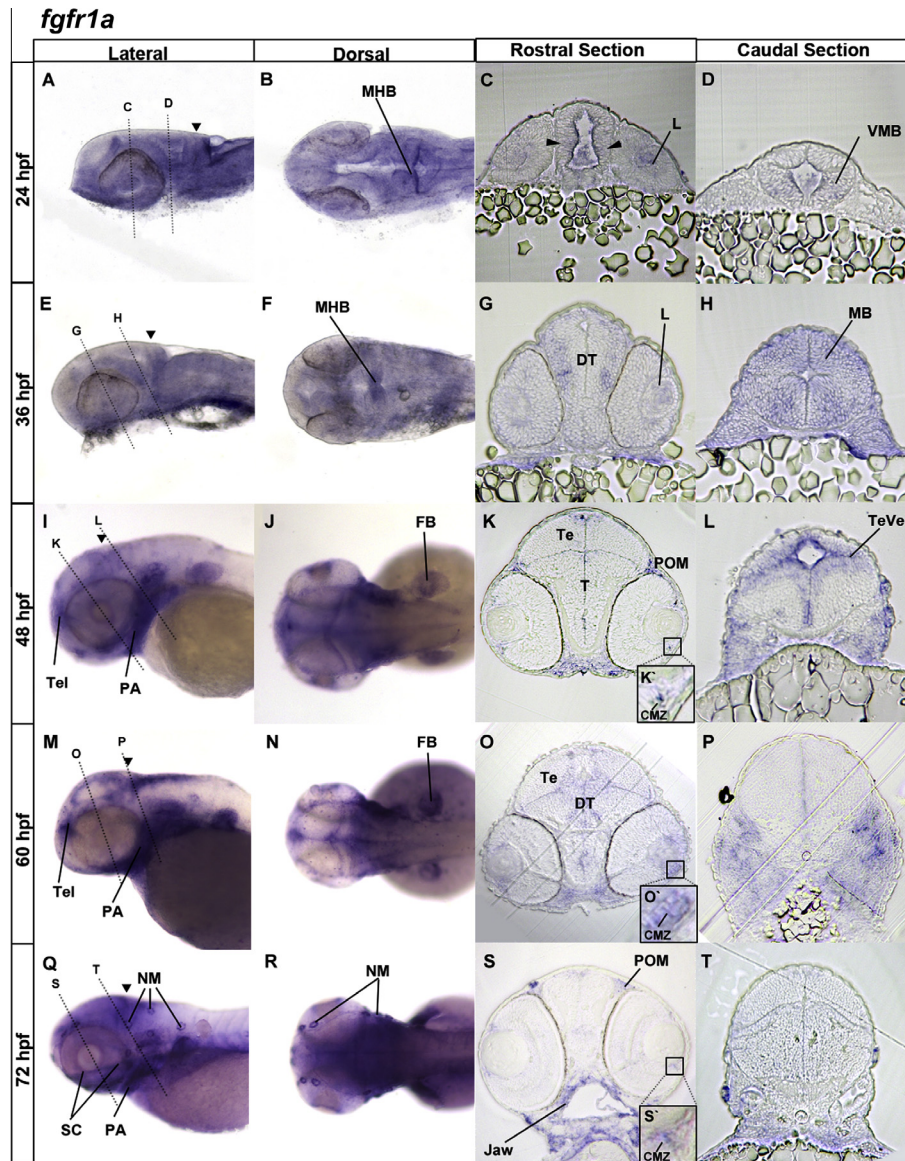 fgfr1a
Lateral
Dorsal
Rostral Section
Caudal Section
24 hpf
A
C
D
B
MHB
C
L
D
VMB
36 hpf
E
G
H
F
MHB
G
L
DT
H
MB
48 hpf
I
K
L
Tel
PA
J
FB
K
Te
T
POM
K`
CMZ
L
TeVe
60 hpf
M
O
P
Tel
PA
N
FB
O
Te
DT
O`
CMZ
P
72 hpf
Q
S
T
NM
SC
PA
R
NM
S
POM
Jaw
S`
CMZ
T